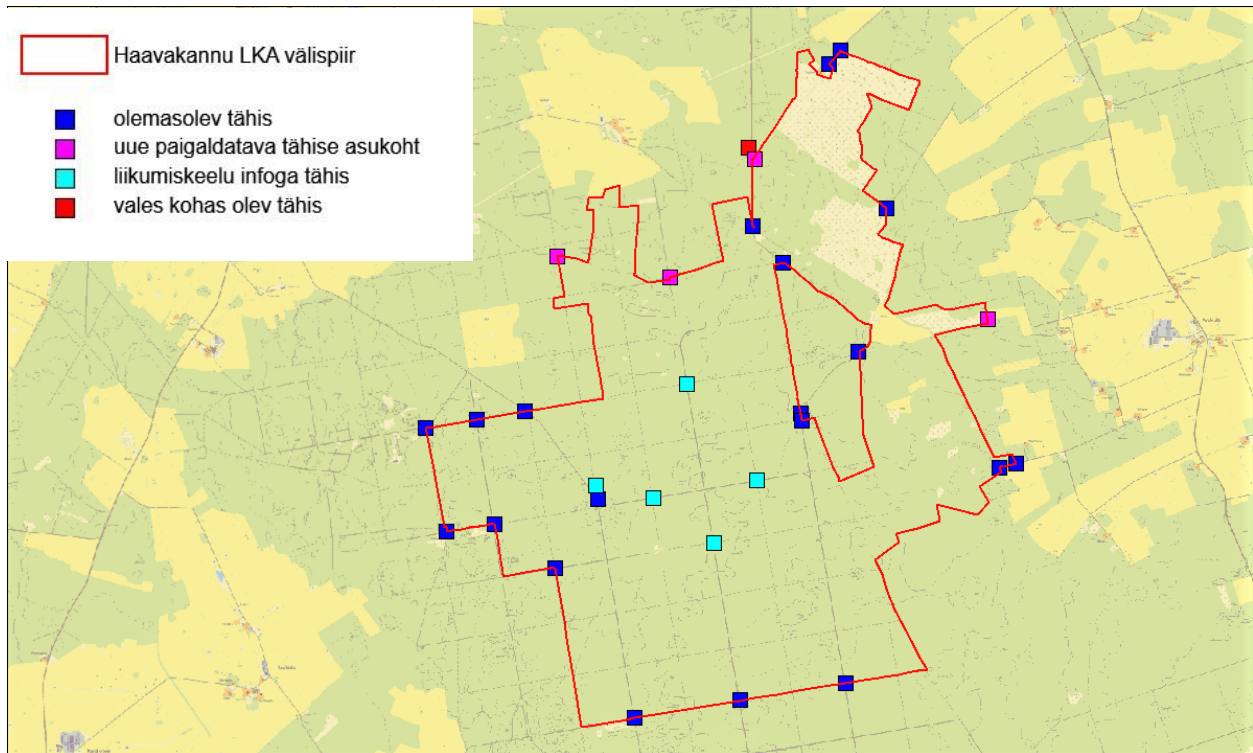 Haavakannu LKA välispiir
olemasolev tähis
uue paigaldatava tähise asukoht
liikumiskeelu infoga tähis
vales kohas olev tähis